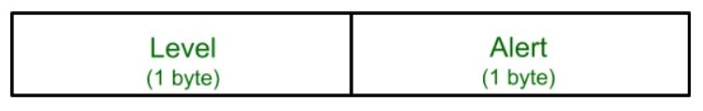 Level
(1 byte)
Alert
(1 byte)